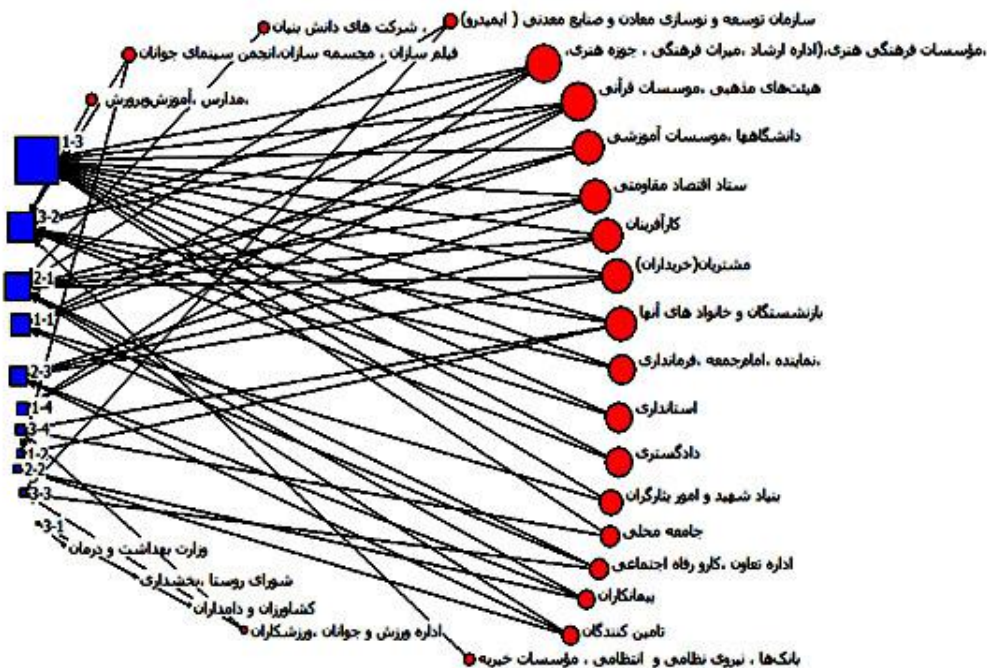 سازمان توسعه و نوسازی معادن و صنایع معدنی ( ایمیدرو)
، شرکت های دانش بنیان
فیلم سازان ، مجسمه سازان،انجمن سینمای جوانان
،مؤسسات فرهنگی هنری،(اداره ارشاد ،میراث فرهنگی ، جوزه هنری،
،مدارس ،آموزش‌وپرورش
هیئت‌های مذهبی ،موسسات قرآنی
دانشگاهها ،موسسات آموزشی
1-3
ستاد اقتصاد مقاومتی
3-2
کارآفرینان
2-1
مشتریان(خریداران)
1-1
بازنشستگان و خانواد های آنها
2-3
،نماینده ،امام‌جمعه ،فرمانداری
1-4
استانداری
3-4
1-2
دادگستری
2-2
3-3
بنیاد شهید و امور یثارگران
3-1
جامعه محلی
وزارت بهداشت و درمان
اداره تعاون ،کارو رفاه اجتماعی
شورای روستا ،بخشداری
پیمانکاران
کشاورزان و دامداران
اداره ورزش و جوانان ،ورزشکاران
تامین کنندگان
بانک‌ها ، نیروی نظامی و انتظامی ، مؤسسات خیریه